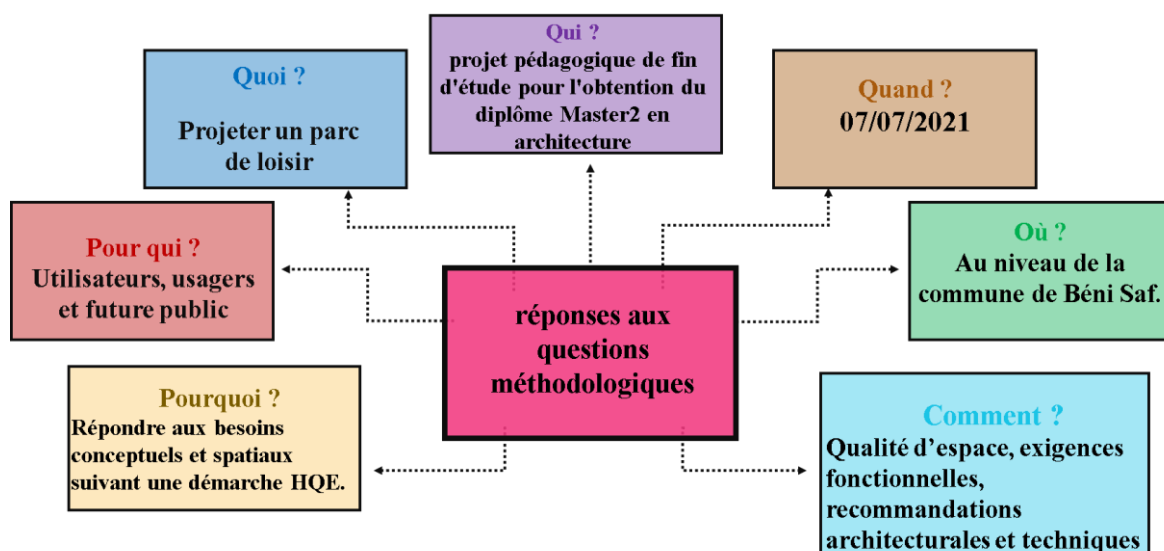 Qui ?
projet pédagogique de fin
d'étude pour l'obtention du
diplôme Master2 en
architecture
Quoi ?
Projeter un parc
de loisir
Quand ?
07/07/2021
Pour qui ?
Utilisateurs, usagers
et future public
Où ?
Au niveau de la
commune de Béni Saf.
réponses aux
questions
méthodologiques
Pourquoi ?
Répondre aux besoins
conceptuels et spatiaux
suivant une démarche HQE.
Comment ?
Qualité d’espace, exigences
fonctionnelles,
recommandations
architecturales et techniques